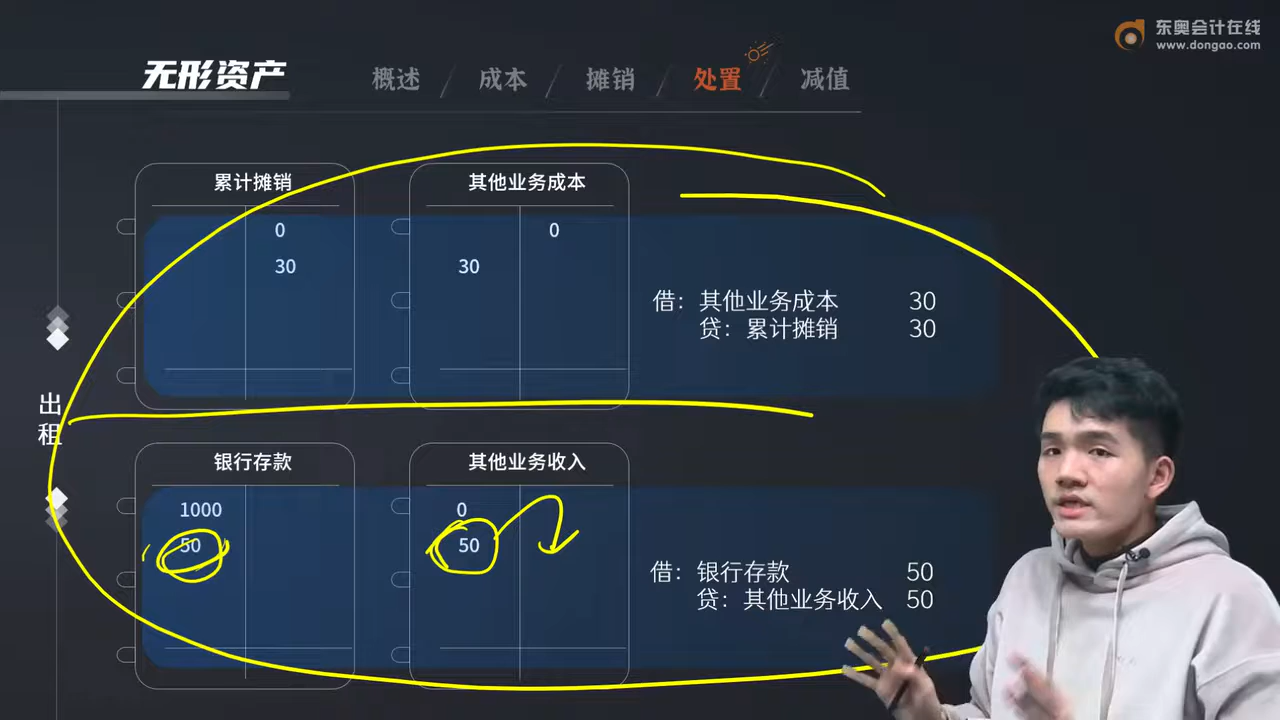 东奥会计在线
www.dongao.com
无形资产
概述 / 成本 / 摊销 / 处置 / 减值
累计摊销
0
30
其他业务成本
0
30
借：其他业务成本 30
贷：累计摊销 30
出租
银行存款
1000
50
其他业务收入
0
50
借：银行存款 50
贷：其他业务收入 50